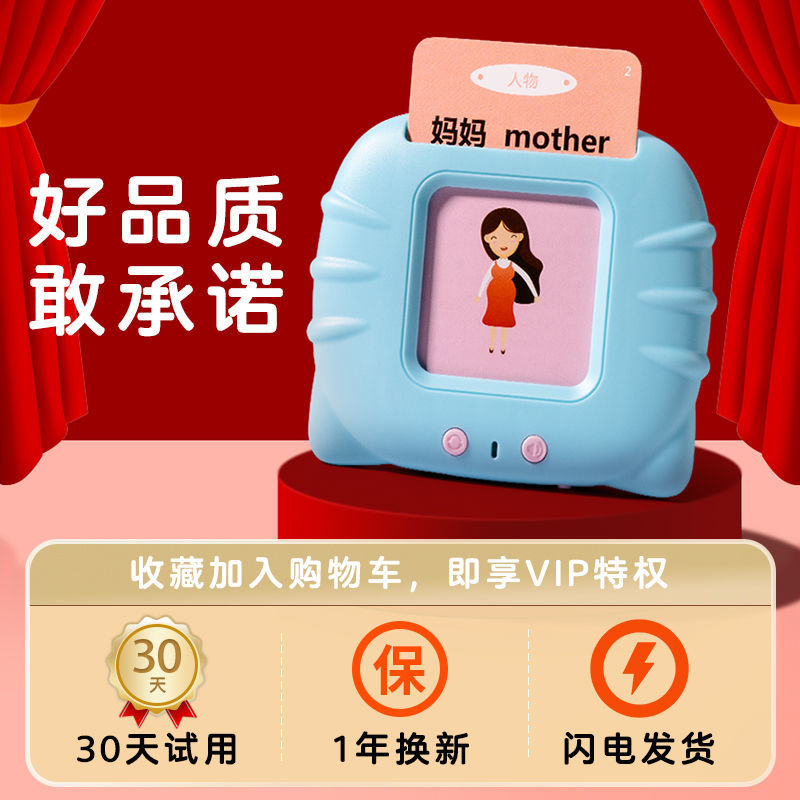 人物
2
妈妈 mother
好品质
敢承诺
收藏加入购物车，即享VIP特权
30
天
保
30天试用
1年换新
闪电发货